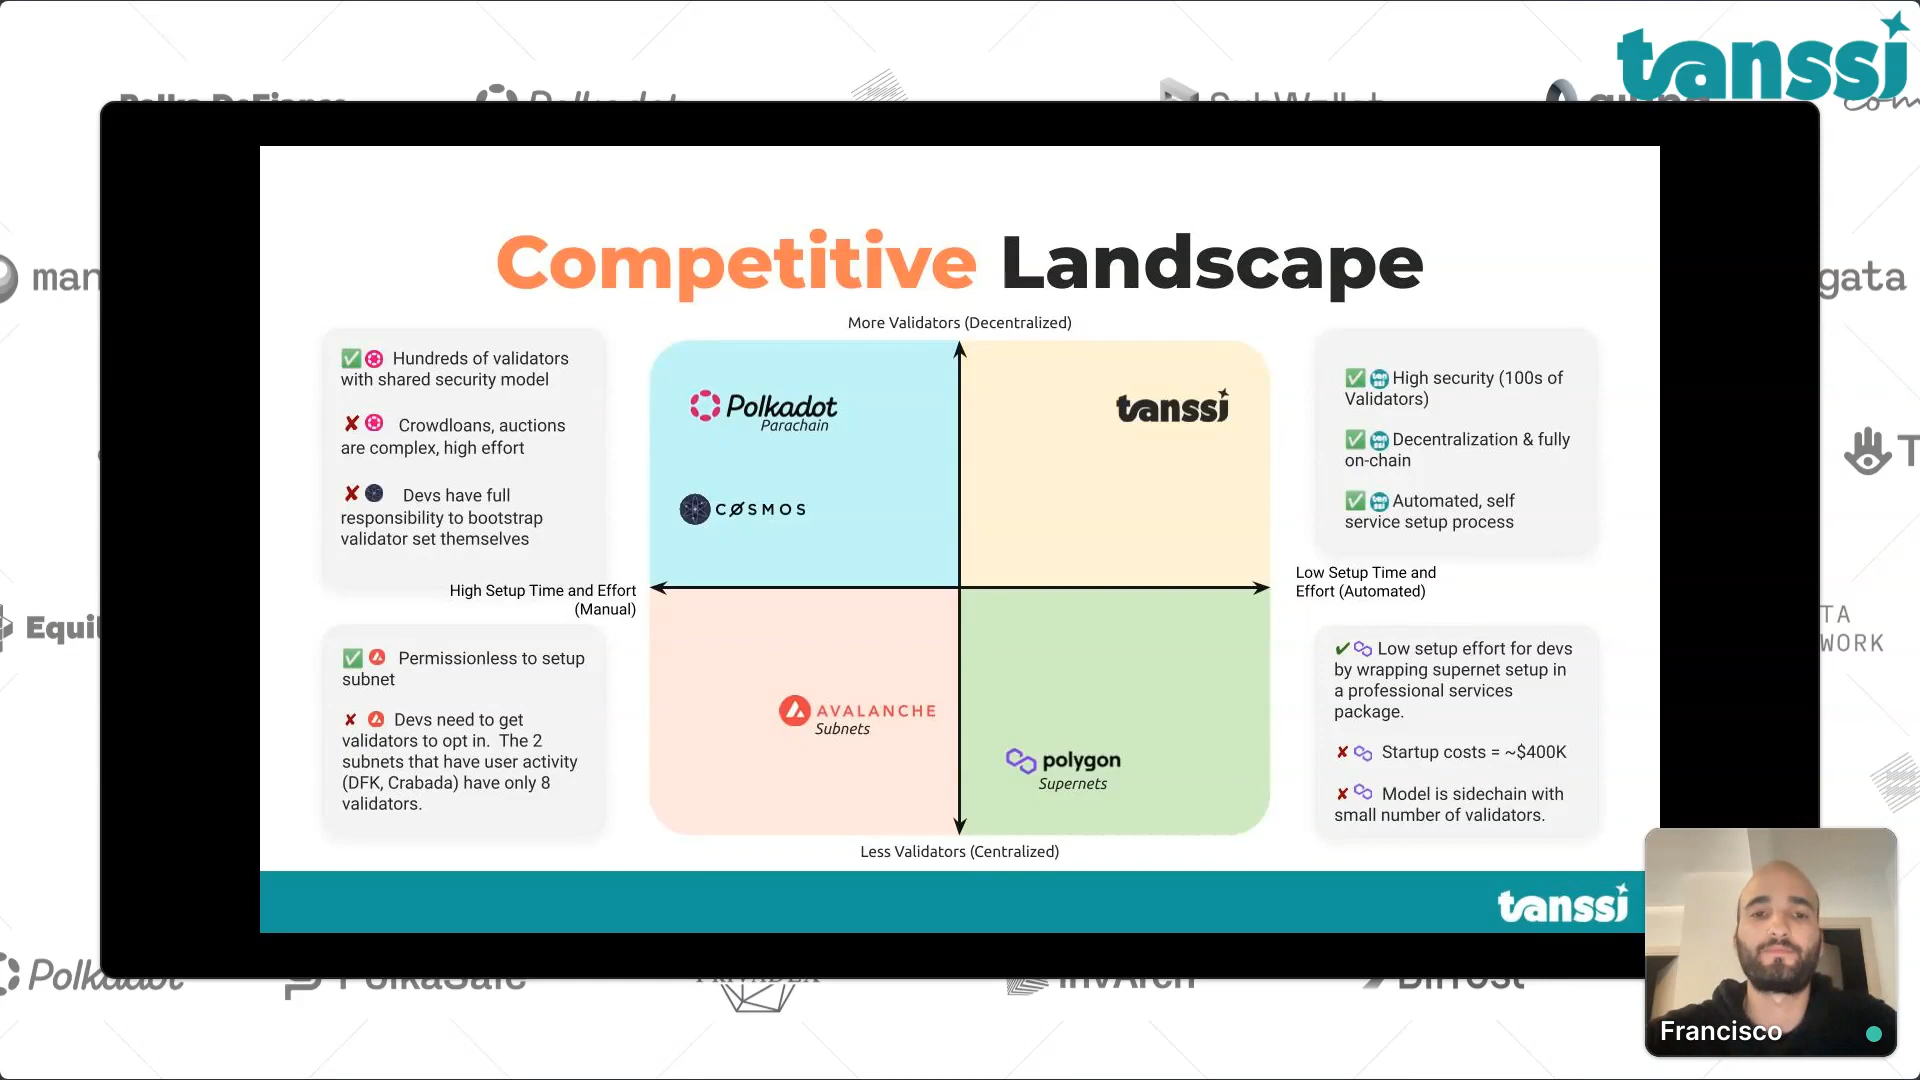 tanssi
Polkadot
SubWallet
man
gata
Equil
TA
WORK
Competitive Landscape
More Validators (Decentralized)
✅ Hundreds of validators
with shared security model
✘ Crowdloans, auctions
are complex, high effort
✘ Devs have full
responsibility to bootstrap
validator set themselves
Polkadot
Parachain
COSMOS
tanssi
✅ High security (100s of
Validators)
✅ Decentralization & fully
on-chain
✅ Automated, self
service setup process
High Setup Time and Effort
(Manual)
Low Setup Time and
Effort (Automated)
✅ Permissionless to setup
subnet
✘ Devs need to get
validators to opt in. The 2
subnets that have user activity
(DFK, Crabada) have only 8
validators.
AVALANCHE
Subnets
polygon
Supernets
✔ Low setup effort for devs
by wrapping supernet setup in
a professional services
package.
✘ Startup costs = ~$400K
✘ Model is sidechain with
small number of validators.
Less Validators (Centralized)
tanssi
Polkadot
PolkaSafe
InvArch
Bifrost
Francisco